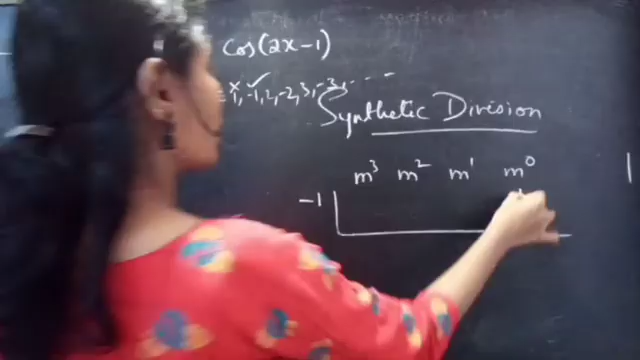 cos(2x-1)
1, -1, 2, -2, 3, -3, ...
Synthetic Division
m³ m² m¹ m⁰
-1